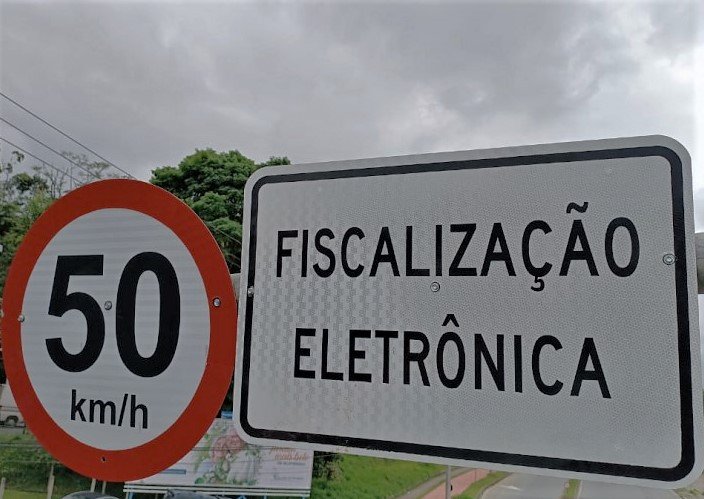 50
km/h
FISCALIZAÇÃO
ELETRÔNICA